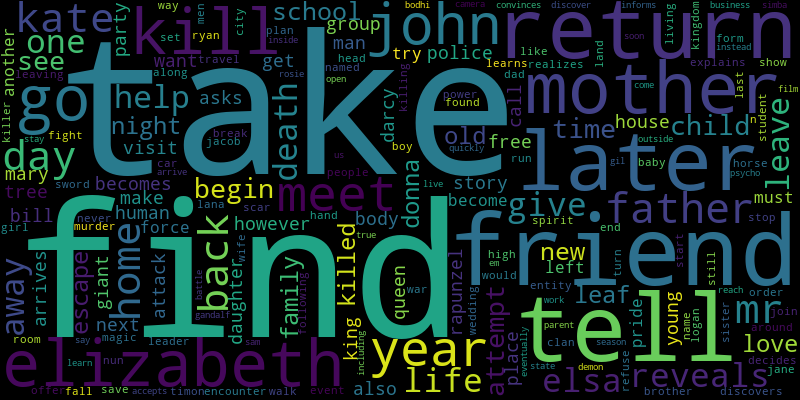 kate
kill
school
john
bodhi
convinces
discover
informs
business
simba
camera
return
party
way
set
ryan
men
city
plan
inside
group
soon
instead
kingdom
living
another
one
see
want
travel
along
get
man
head
named
try
police
like
learns
realizes
land
form
explains
show
last
leaving
take
mother
killer
go
help
asks
dad
power
killing
call
found
film
come
student
n
day
stay
fight
night
visit
jacob
break
rosie
open
death
us
people
darcy
boy
quickly
old
free
run
time
house
child
outside
baby
gil
horse
psycho
later
leave
mary
tree
sword
car
arrive
becomes
begin
meet
live
donna
story
become
give
father
must
stop
girl
bill
never
murder
make
human
force
lana
scar
however
hand
true
wife
body
spirit
end
high
em
would
new
left
turn
still
start
find
friend
away
arrives
escape
giant
home
attack
back
daughter
family
battle
gandalf
following
killed
queen
war
rapunzel
wedding
entity
work
leaf
tell
young
name
logan
reach
order
mr
join
around
room
say
next
magic
nun
leader
sam
king
including
year
attempt
place
clan
parent
season
pride
sister
love
decides
elizabeth
learn
offer
fall
save
accepts
timon
encounter
walk
event
also
life
eventually
state
demon
elsa
refuse
reveals
brother
discovers
jane